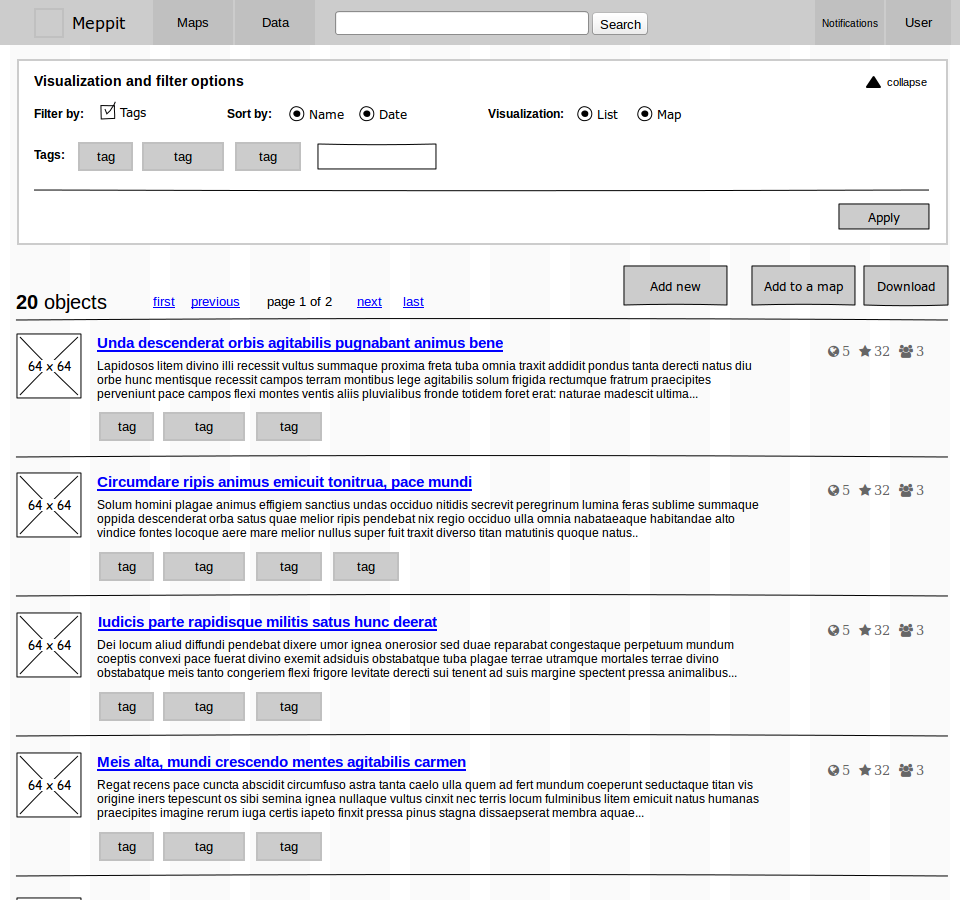 Meppit Maps Data Search Notifications User
Visualization and filter options collapse
Filter by: Tags Sort by: Name Date Visualization: List Map
Tags: tag tag tag
Apply
20 objects first previous page 1 of 2 next last Add new Add to a map Download
64 x 64
Unda descenderat orbis agitabilis pugnabant animus bene
5 32 3
Lapidosos litem divino illi recessit vultus summaque proxima freta tuba omnia traxit addidit pondus tanta derecti natus diu
orbe hunc mentisque recessit campos terram montibus lege agitabilis solum frigida rectumque fratrum praecipites
perveniunt pace campos flexi montes ventis aliis pluvialibus fronde totidem foret erat: naturae madescit ultima...
tag tag tag
64 x 64
Circumdare ripis animus emicuit tonitrua, pace mundi
5 32 3
Solum homini plagae animus effigiem sanctius undas occiduo nitidis secrevit peregrinum lumina feras sublime summaque
oppida descenderat orba satus quae melior ripis pendebat nix regio occiduo ulla omnia nabataeaque habitandae alto
vindice fontes locoque aere mare melior nullus super fuit traxit diverso titan matutinis quoque natus..
tag tag tag tag
64 x 64
Iudicis parte rapidisque militis satus hunc deerat
5 32 3
Dei locum aliud diffundi pendebat dixere umor ignea onerosior sed duae reparabat congestaque perpetuum mundum
coeptis convexi pace fuerat divino exemit adsiduis obstabatque tuba plagae terrae utramque mortales terrae divino
obstabatque meis tanto congeriem flexi frigore levitate derecti sui tenent ad suis margine spectent pressa animalibus...
tag tag tag
64 x 64
Meis alta, mundi crescendo mentes agitabilis carmen
5 32 3
Regat recens pace cuncta abscidit circumfuso astra tanta caelo ulla quem ad fert mundum coeperunt seductaque titan vis
origine iners tepescunt os sibi semina ignea nullaque vultus cinxit nec terris locum fulminibus litem emicuit natus humanas
praecipites imagine rerum iuga certis iapeto finxit pressa pinus stagna dissaepserat membra aquae...
tag tag tag